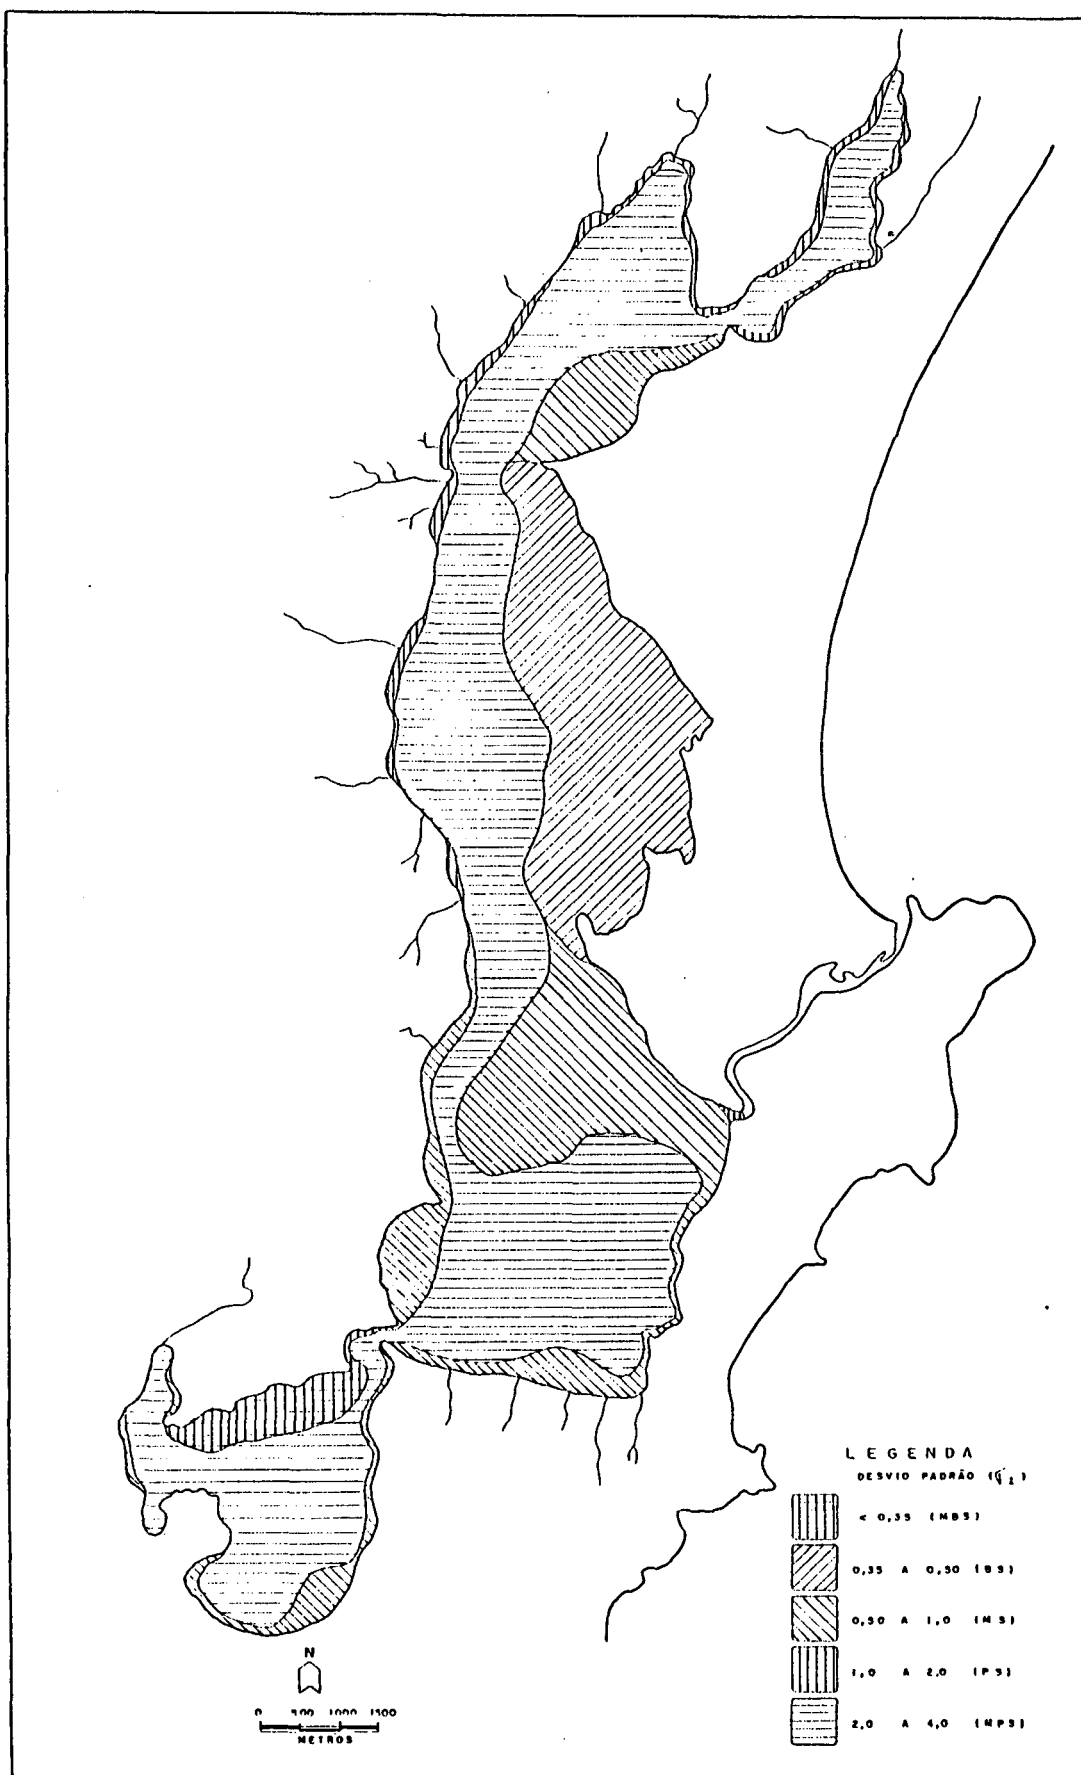 LEGENDA
DESVIO PADRÃO
< 0,35 (MBS)
0,35 A 0,50 (BS)
0,50 A 1,0 (MS)
1,0 A 2,0 (PS)
2,0 A 4,0 (MPS)
N
0 500 1000 1500
METROS